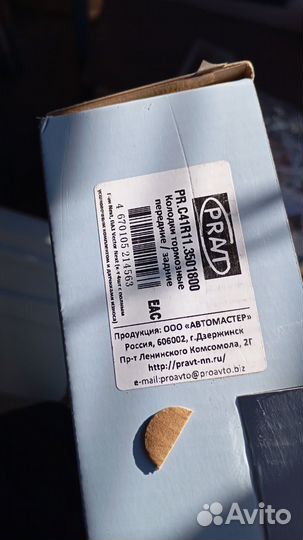 PRAVT
PR.C41R11.3501800
Колодки тормозные
передние / задние
4 670105 214563
EAC
Продукция: ООО «АВТОМАСТЕР»
Россия, 606002, г.Дзержинск
Пр-т Ленинского Комсомола, 2Г
http://pravt-nn.ru/
e-mail:proavto@proavto.biz
Avito